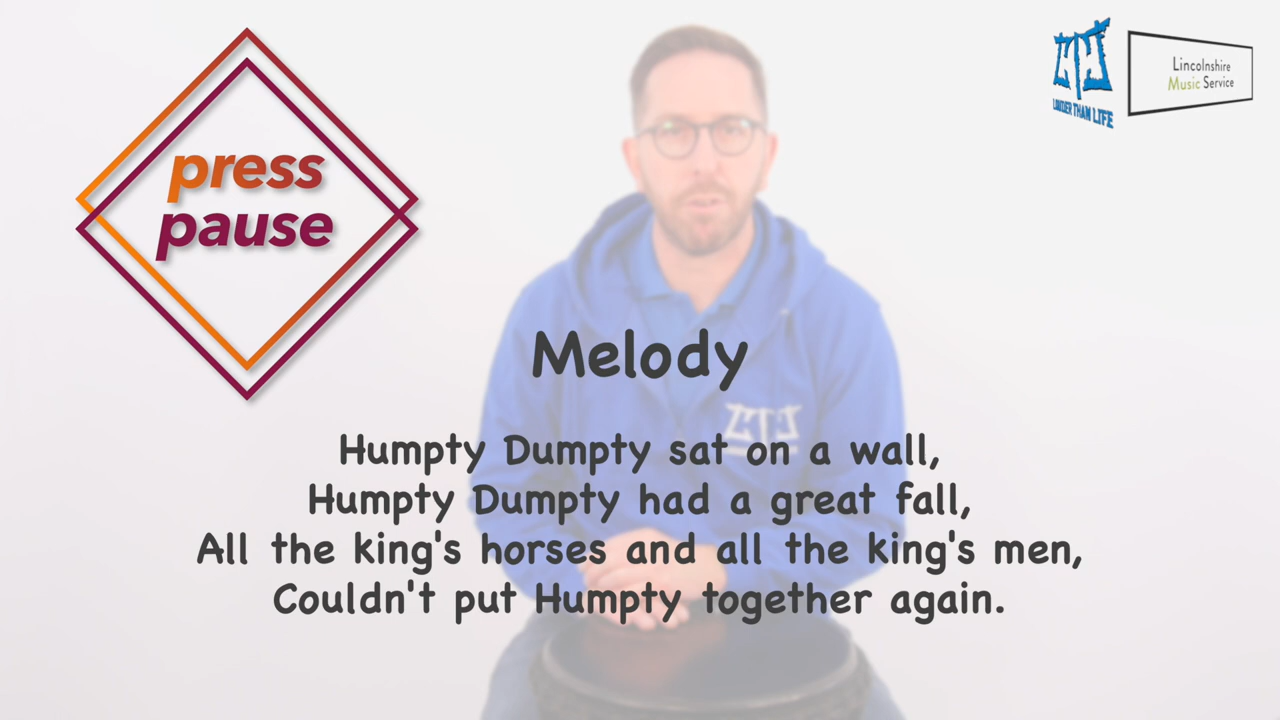 press
pause
LOUDER THAN LIFE
Lincolnshire
Music Service
Melody
Humpty Dumpty sat on a wall,
Humpty Dumpty had a great fall,
All the king's horses and all the king's men,
Couldn't put Humpty together again.